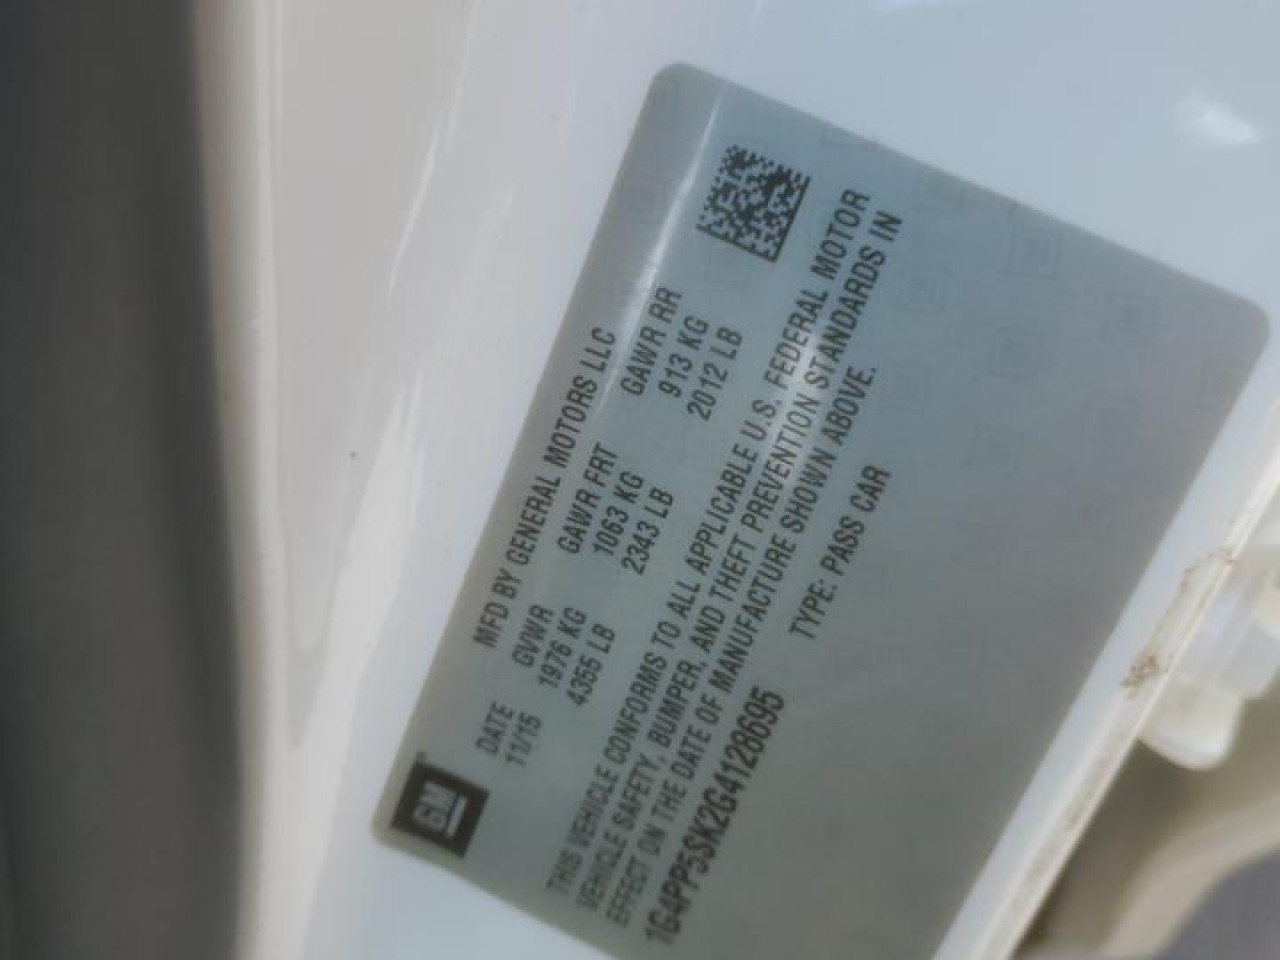 MFD BY GENERAL MOTORS LLC
GM
DATE GVWR GAWR FRT GAWR RR
11/15 1976 KG 1063 KG 913 KG
4355 LB 2343 LB 2012 LB
THIS VEHICLE CONFORMS TO ALL APPLICABLE U.S. FEDERAL MOTOR
VEHICLE SAFETY, BUMPER, AND THEFT PREVENTION STANDARDS IN
EFFECT ON THE DATE OF MANUFACTURE SHOWN ABOVE.
1G4PP5SK2G4128695 TYPE: PASS CAR